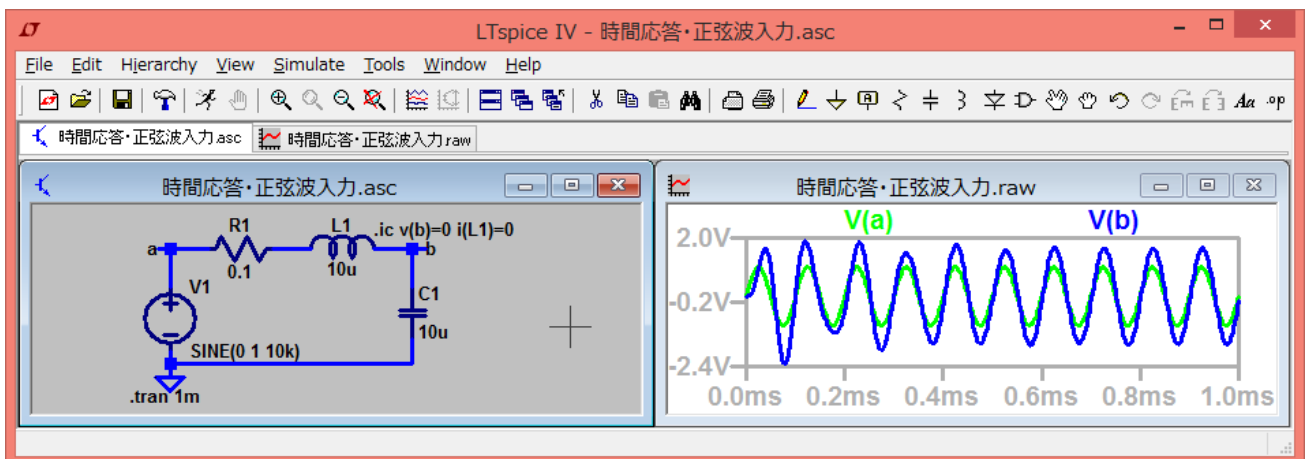 LTspice IV - 時間応答・正弦波入力.asc
File Edit Hierarchy View Simulate Tools Window Help
時間応答・正弦波入力.asc 時間応答・正弦波入力.raw
時間応答・正弦波入力.asc
R1 L1 .ic v(b)=0 i(L1)=0
a b
0.1 10u
V1 C1
10u
SINE(0 1 10k)
.tran 1m
時間応答・正弦波入力.raw
V(a) V(b)
2.0V
-0.2V
-2.4V
0.0ms 0.2ms 0.4ms 0.6ms 0.8ms 1.0ms